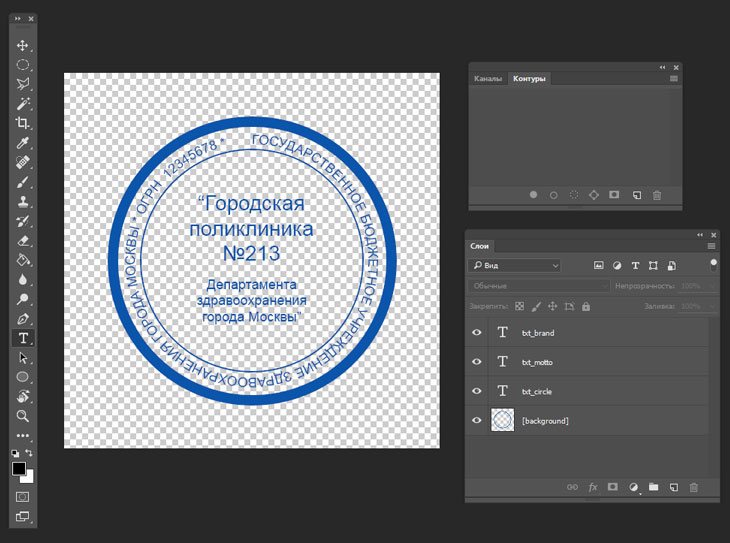 ГОСУДАРСТВЕННОЕ БЮДЖЕТНОЕ УЧРЕЖДЕНИЕ ЗДРАВООХРАНЕНИЯ ГОРОДА МОСКВЫ * ОГРН 12345678 *
“Городская
поликлиника
№213
Департамента
здравоохранения
города Москвы”
Каналы Контуры
Слои
Вид
Обычные Непрозрачность: 100%
Закрепить: Заливка: 100%
txt_brand
txt_motto
txt_circle
[background]